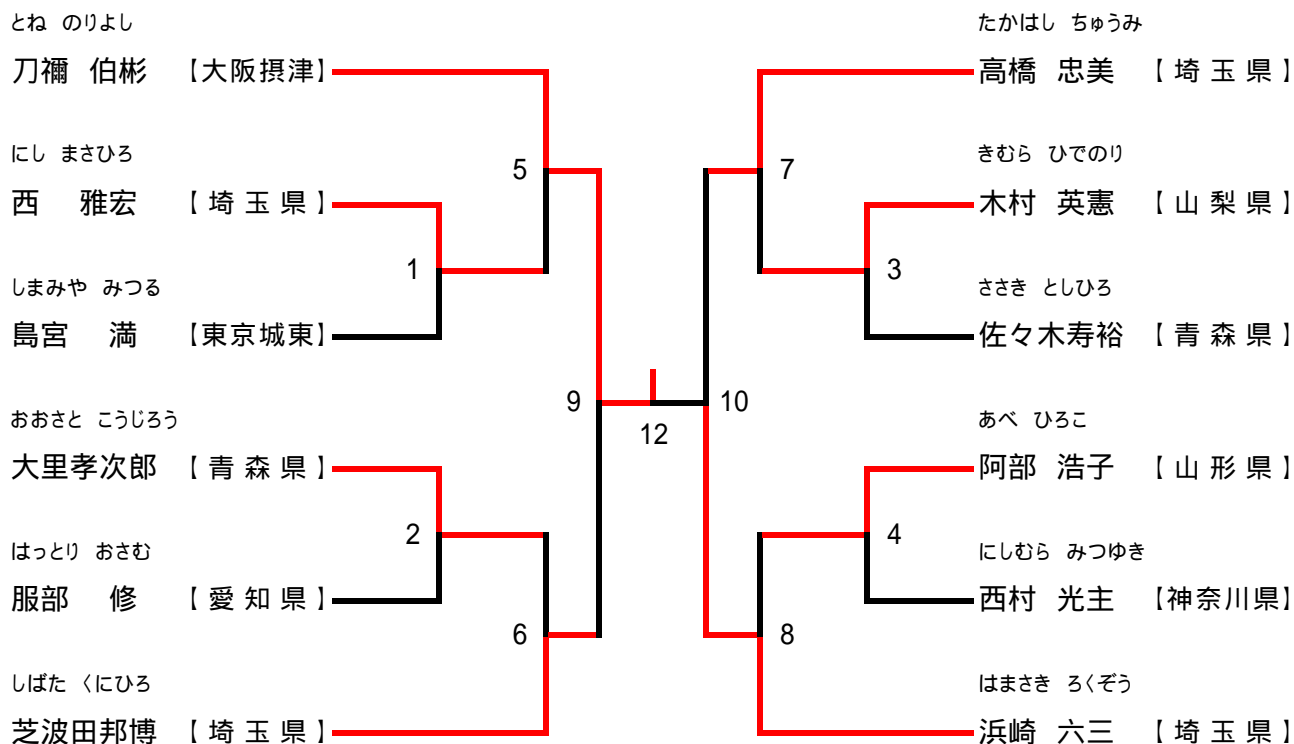 とね のりよし
刀禰 伯彬 【大阪摂津】
にし まさひろ
西 雅宏 【埼玉県】
しまみや みつる
島宮 満 【東京城東】
おおさと こうじろう
大里孝次郎 【青森県】
はっとり おさむ
服部 修 【愛知県】
しばた くにひろ
芝波田邦博 【埼玉県】
5
1
9
2
6
12
7
3
10
4
8
たかはし ちゅうみ
高橋 忠美 【埼玉県】
きむら ひでのり
木村 英憲 【山梨県】
ささき としひろ
佐々木寿裕 【青森県】
あべ ひろこ
阿部 浩子 【山形県】
にしむら みつゆき
西村 光主 【神奈川県】
はまさき ろくぞう
浜崎 六三 【埼玉県】